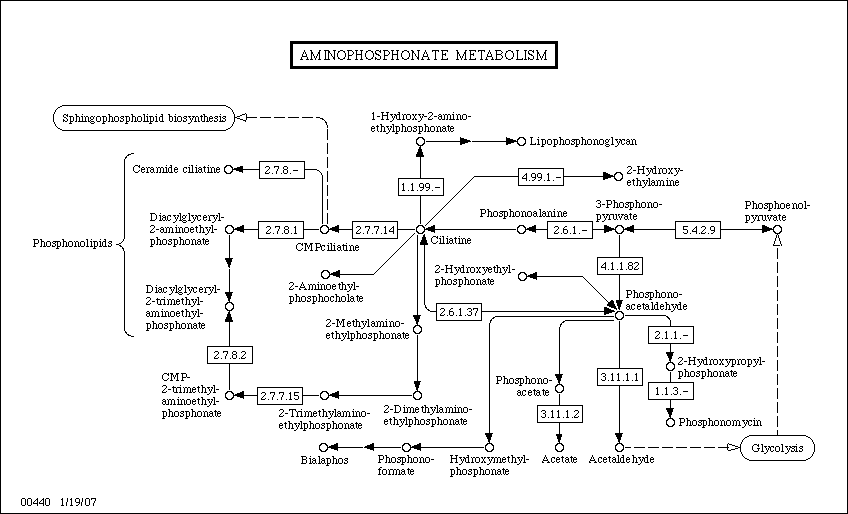 AMINOPHOSPHONATE METABOLISM
Sphingophospholipid biosynthesis
1-Hydroxy-2-amino-
ethylphosphonate
Lipophosphonoglycan
Ceramide ciliatine
2.7.8.-
1.1.99.-
4.99.1.-
2-Hydroxy-
ethylamine
Phosphonolipids
Diacylglyceryl-
2-aminoethyl-
phosphonate
2.7.8.1
CMPciliatine
2.7.7.14
Ciliatine
Phosphonoalanine
2.6.1.-
3-Phosphono-
pyruvate
5.4.2.9
Phosphoenol-
pyruvate
4.1.1.82
2-Aminoethyl-
phosphocholate
2-Hydroxyethyl-
phosphonate
Diacylglyceryl-
2-trimethyl-
aminoethyl-
phosphonate
2-Methylamino-
ethylphosphonate
2.6.1.37
Phosphono-
acetaldehyde
2.1.1.-
2.7.8.2
2-Hydroxypropyl-
phosphonate
CMP-
2-trimethyl-
aminoethyl-
phosphonate
2.7.7.15
2-Trimethylamino-
ethylphosphonate
2-Dimethylamino-
ethylphosphonate
Phosphono-
acetate
3.11.1.1
1.1.3.-
3.11.1.2
Phosphonomycin
Bialaphos
Phosphono-
formate
Hydroxymethyl-
phosphonate
Acetate
Acetaldehyde
Glycolysis
00440 1/19/07